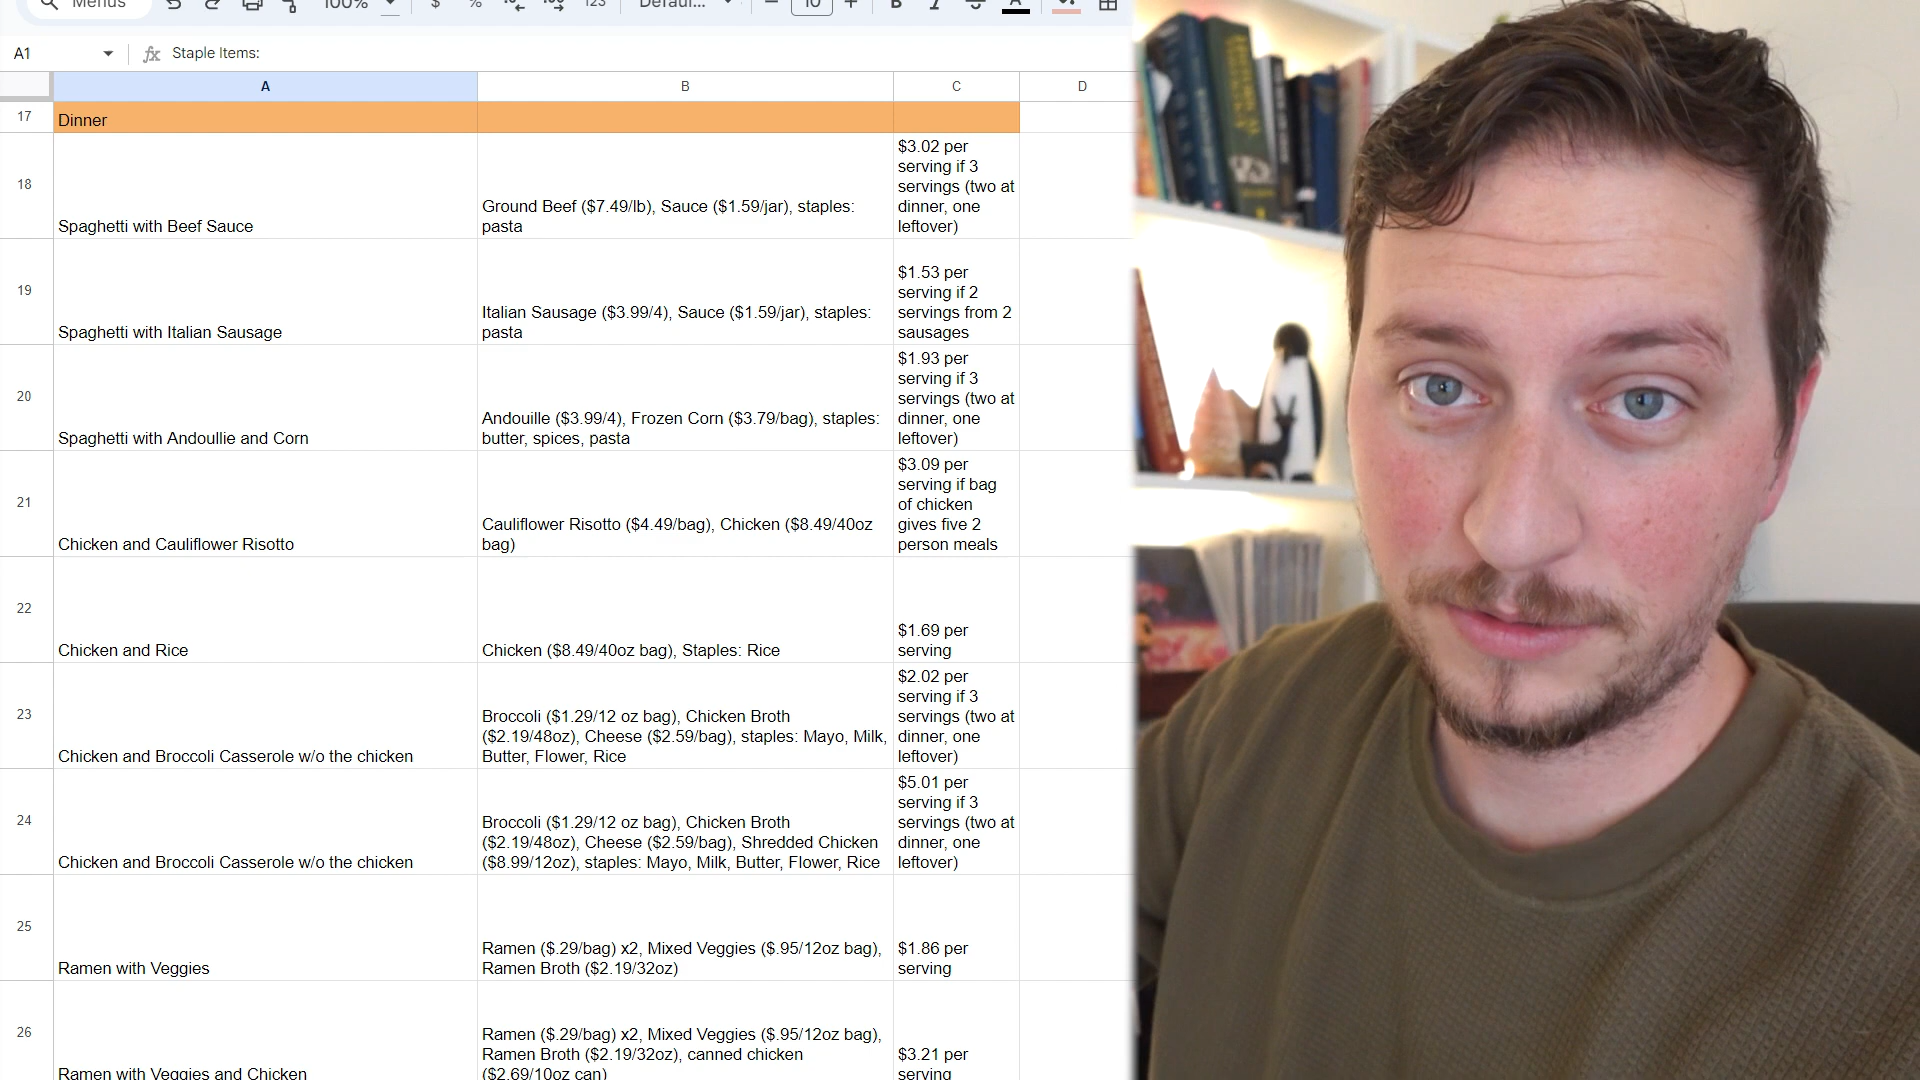 Menus
100%
$
%
123
Defaul...
10
B
I
A
A1
fx
Staple Items:
A
B
C
D
17
Dinner
18
Spaghetti with Beef Sauce
Ground Beef ($7.49/lb), Sauce ($1.59/jar), staples:
pasta
$3.02 per
serving if 3
servings (two at
dinner, one
leftover)
19
Spaghetti with Italian Sausage
Italian Sausage ($3.99/4), Sauce ($1.59/jar), staples:
pasta
$1.53 per
serving if 2
servings from 2
sausages
20
Spaghetti with Andoullie and Corn
Andouille ($3.99/4), Frozen Corn ($3.79/bag), staples:
butter, spices, pasta
$1.93 per
serving if 3
servings (two at
dinner, one
leftover)
21
Chicken and Cauliflower Risotto
Cauliflower Risotto ($4.49/bag), Chicken ($8.49/40oz
bag)
$3.09 per
serving if bag
of chicken
gives five 2
person meals
22
Chicken and Rice
Chicken ($8.49/40oz bag), Staples: Rice
$1.69 per
serving
23
Chicken and Broccoli Casserole w/o the chicken
Broccoli ($1.29/12 oz bag), Chicken Broth
($2.19/48oz), Cheese ($2.59/bag), staples: Mayo, Milk,
Butter, Flower, Rice
$2.02 per
serving if 3
servings (two at
dinner, one
leftover)
24
Chicken and Broccoli Casserole w/o the chicken
Broccoli ($1.29/12 oz bag), Chicken Broth
($2.19/48oz), Cheese ($2.59/bag), Shredded Chicken
($8.99/12oz), staples: Mayo, Milk, Butter, Flower, Rice
$5.01 per
serving if 3
servings (two at
dinner, one
leftover)
25
Ramen with Veggies
Ramen ($.29/bag) x2, Mixed Veggies ($.95/12oz bag),
Ramen Broth ($2.19/32oz)
$1.86 per
serving
26
Ramen with Veggies and Chicken
Ramen ($.29/bag) x2, Mixed Veggies ($.95/12oz bag),
Ramen Broth ($2.19/32oz), canned chicken
($2.69/10oz can)
$3.21 per
serving